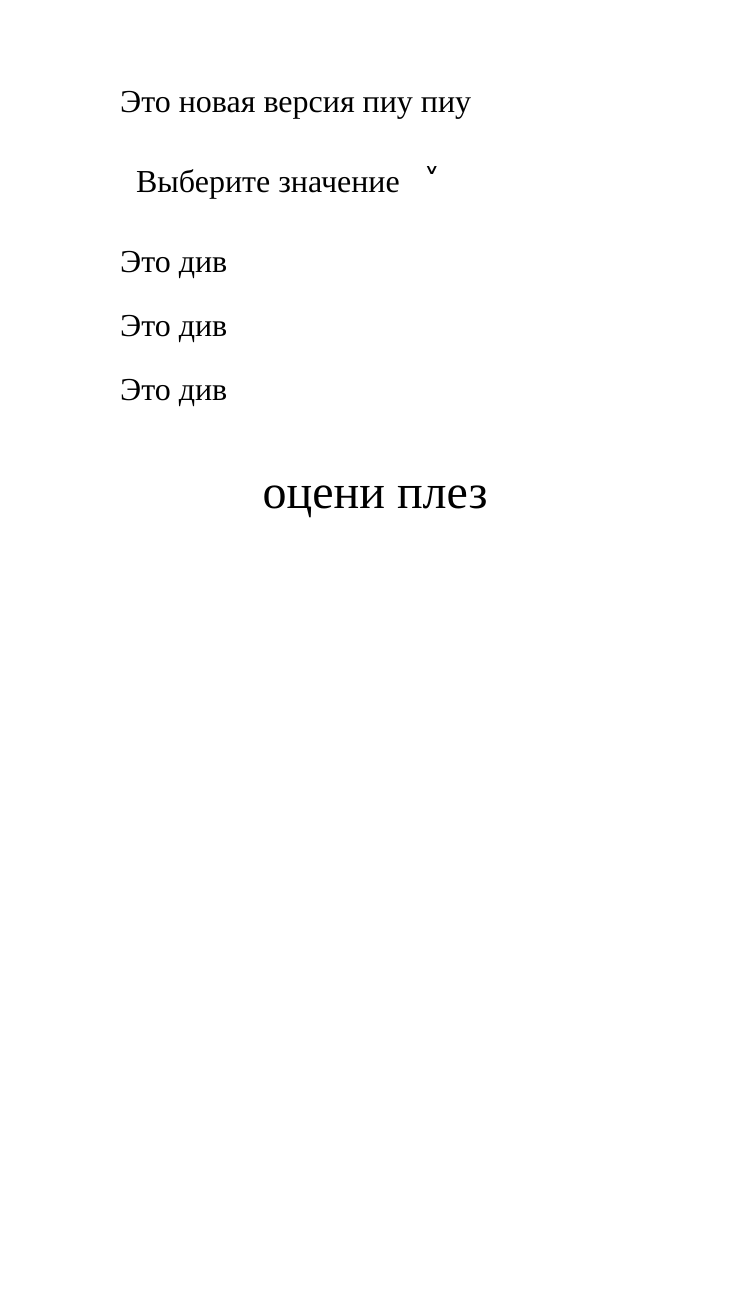 Это новая версия пиу пиу
Выберите значение ˅
Это див
Это див
Это див
оцени плез